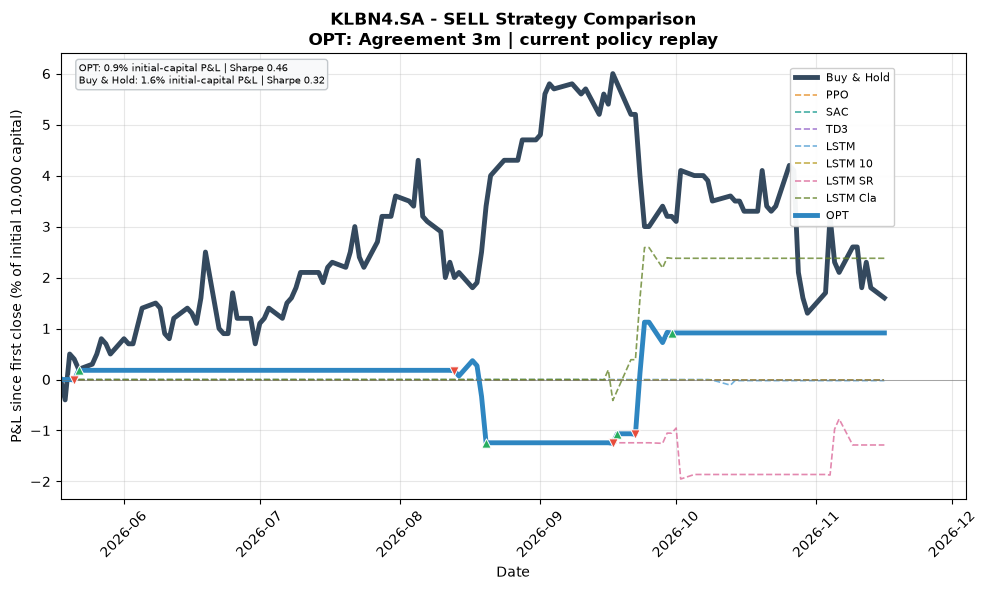 KLBN4.SA - SELL Strategy Comparison
OPT: Agreement 3m | current policy replay
OPT: 0.9% initial-capital P&L | Sharpe 0.46
Buy & Hold: 1.6% initial-capital P&L | Sharpe 0.32
Buy & Hold
PPO
SAC
TD3
LSTM
LSTM 10
LSTM SR
LSTM Cla
OPT
P&L since first close (% of initial 10,000 capital)
6
5
4
3
2
1
0
−1
−2
2026-06
2026-07
2026-08
2026-09
2026-10
2026-11
2026-12
Date